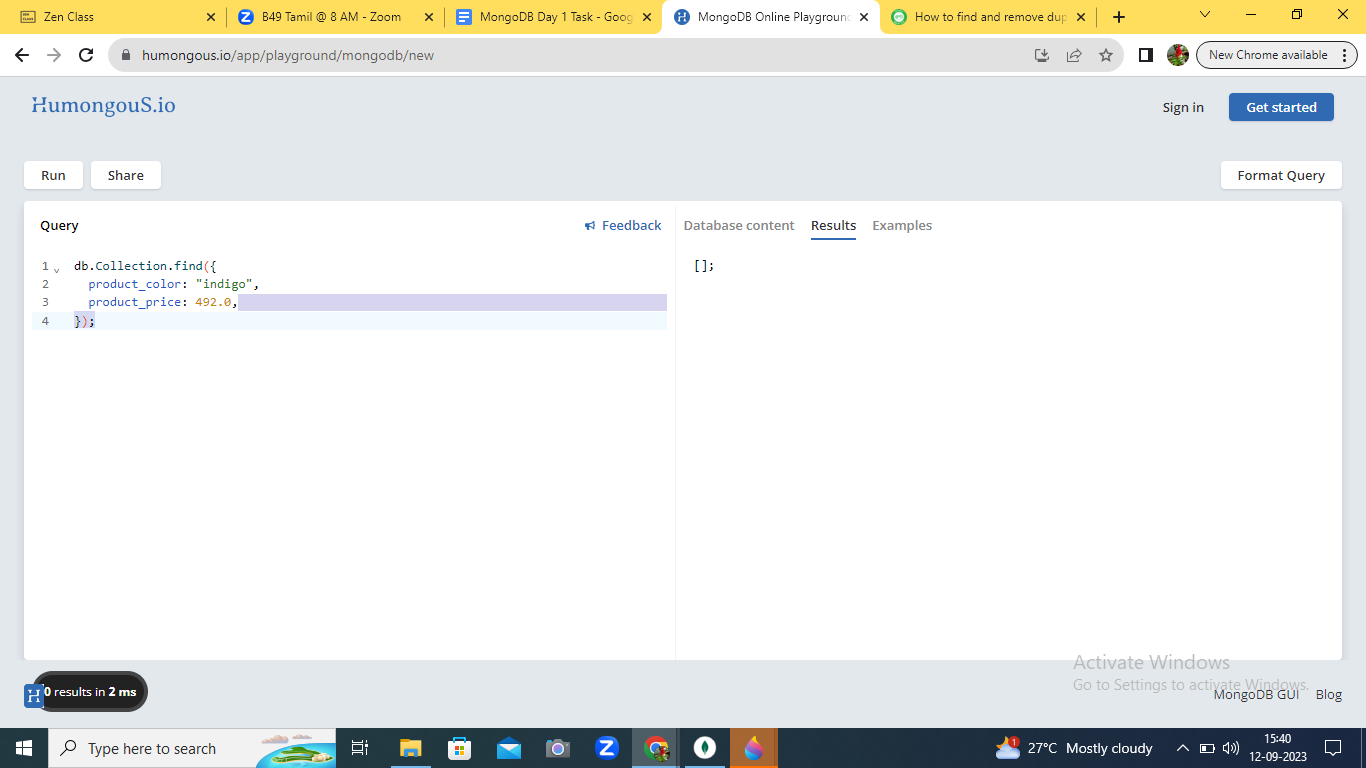 Zen Class
B49 Tamil @ 8 AM - Zoom
MongoDB Day 1 Task - Goog
MongoDB Online Playground
How to find and remove dup
humongous.io/app/playground/mongodb/new
New Chrome available
HumongouS.io
Sign in
Get started
Run
Share
Format Query
Query
Feedback
Database content
Results
Examples
1 db.Collection.find({
2 product_color: "indigo",
3 product_price: 492.0,
4 });
[];
0 results in 2 ms
Activate Windows
Go to Settings to activate Windows.
MongoDB GUI
Blog
Type here to search
1
27°C Mostly cloudy
15:40
12-09-2023